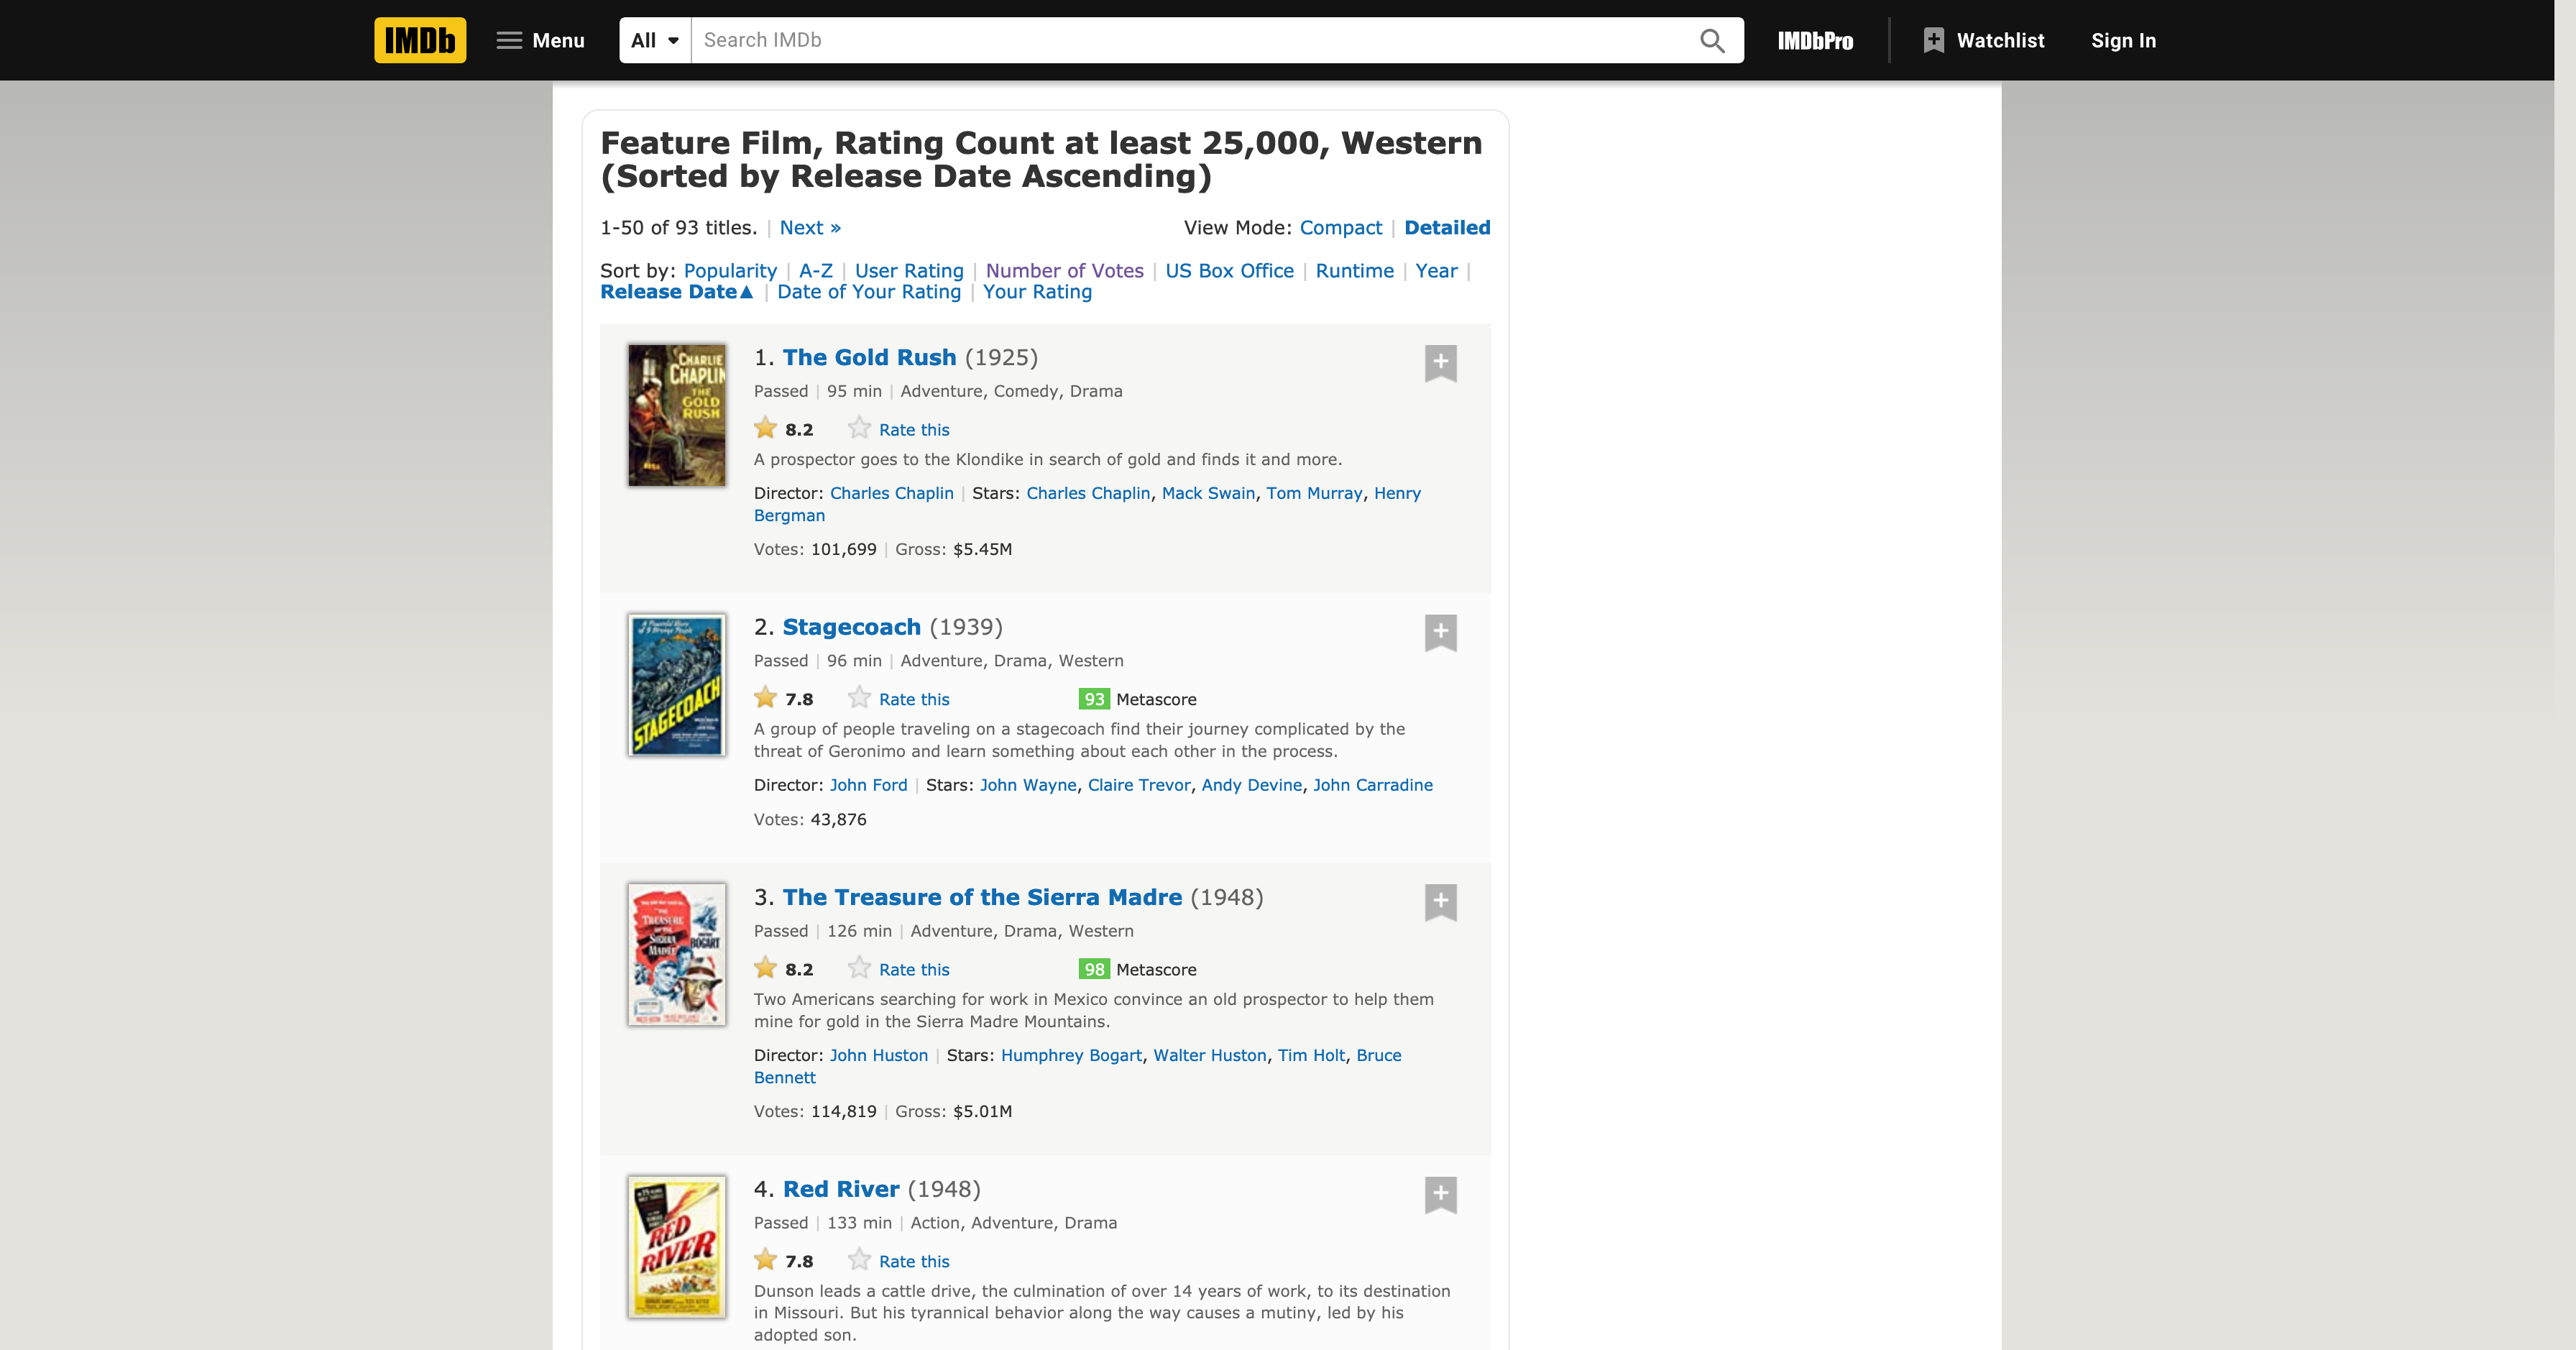 IMDb Menu All Search IMDb IMDbPro Watchlist Sign In
Feature Film, Rating Count at least 25,000, Western
(Sorted by Release Date Ascending)
1-50 of 93 titles. | Next » View Mode: Compact | Detailed
Sort by: Popularity | A-Z | User Rating | Number of Votes | US Box Office | Runtime | Year |
Release Date▲ | Date of Your Rating | Your Rating
CHARLIE
CHAPLIN
THE
GOLD
RUSH
1. The Gold Rush (1925)
Passed | 95 min | Adventure, Comedy, Drama
8.2 Rate this
A prospector goes to the Klondike in search of gold and finds it and more.
Director: Charles Chaplin | Stars: Charles Chaplin, Mack Swain, Tom Murray, Henry
Bergman
Votes: 101,699 | Gross: $5.45M
STAGECOACH
2. Stagecoach (1939)
Passed | 96 min | Adventure, Drama, Western
7.8 Rate this 93 Metascore
A group of people traveling on a stagecoach find their journey complicated by the
threat of Geronimo and learn something about each other in the process.
Director: John Ford | Stars: John Wayne, Claire Trevor, Andy Devine, John Carradine
Votes: 43,876
TREASURE
SIERRA
MADRE
BOGART
3. The Treasure of the Sierra Madre (1948)
Passed | 126 min | Adventure, Drama, Western
8.2 Rate this 98 Metascore
Two Americans searching for work in Mexico convince an old prospector to help them
mine for gold in the Sierra Madre Mountains.
Director: John Huston | Stars: Humphrey Bogart, Walter Huston, Tim Holt, Bruce
Bennett
Votes: 114,819 | Gross: $5.01M
RED
RIVER
4. Red River (1948)
Passed | 133 min | Action, Adventure, Drama
7.8 Rate this
Dunson leads a cattle drive, the culmination of over 14 years of work, to its destination
in Missouri. But his tyrannical behavior along the way causes a mutiny, led by his
adopted son.